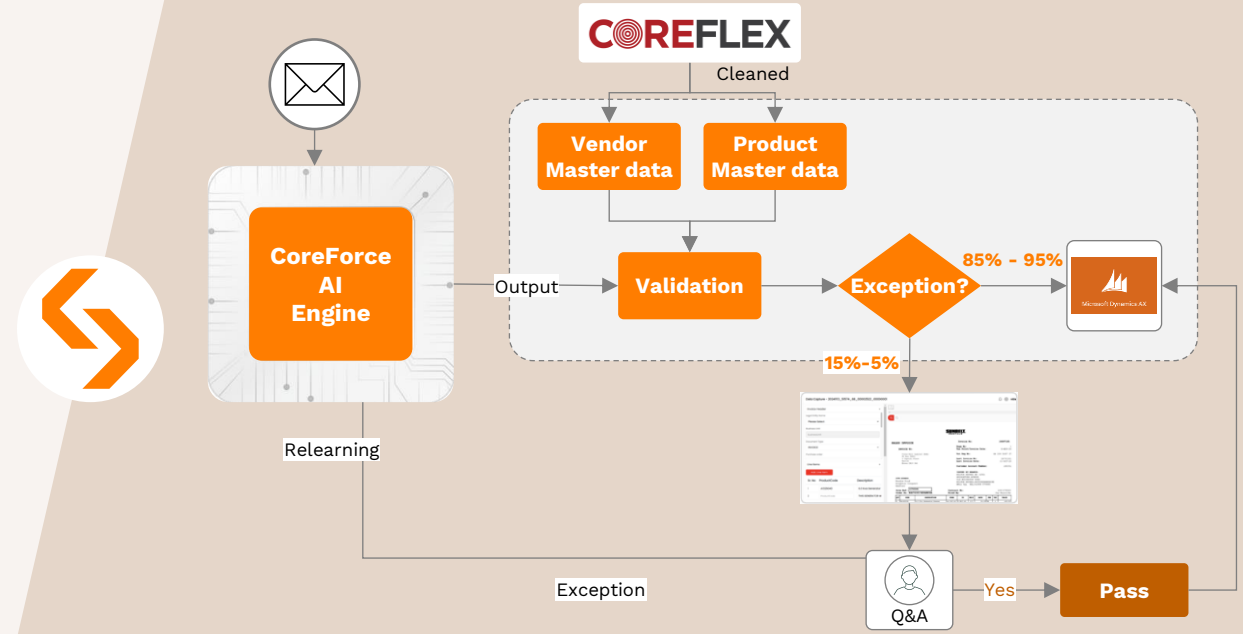 COREFLEX
Cleaned
Vendor
Master data
Product
Master data
CoreForce
AI
Engine
Output
Validation
Exception?
85% - 95%
Microsoft Dynamics AX
15%-5%
Relearning
Exception
Q&A
Yes
Pass